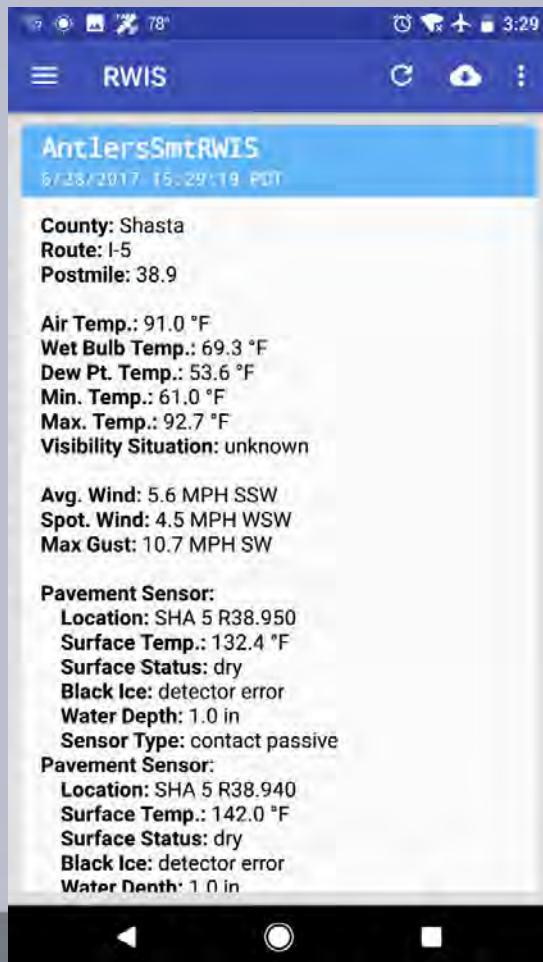 78°
3:29
RWIS
AntlersSmtRWIS
6/28/2017 15:29:19 PDT
County: Shasta
Route: I-5
Postmile: 38.9
Air Temp.: 91.0 °F
Wet Bulb Temp.: 69.3 °F
Dew Pt. Temp.: 53.6 °F
Min. Temp.: 61.0 °F
Max. Temp.: 92.7 °F
Visibility Situation: unknown
Avg. Wind: 5.6 MPH SSW
Spot. Wind: 4.5 MPH WSW
Max Gust: 10.7 MPH SW
Pavement Sensor:
Location: SHA 5 R38.950
Surface Temp.: 132.4 °F
Surface Status: dry
Black Ice: detector error
Water Depth: 1.0 in
Sensor Type: contact passive
Pavement Sensor:
Location: SHA 5 R38.940
Surface Temp.: 142.0 °F
Surface Status: dry
Black Ice: detector error
Water Depth: 1.0 in